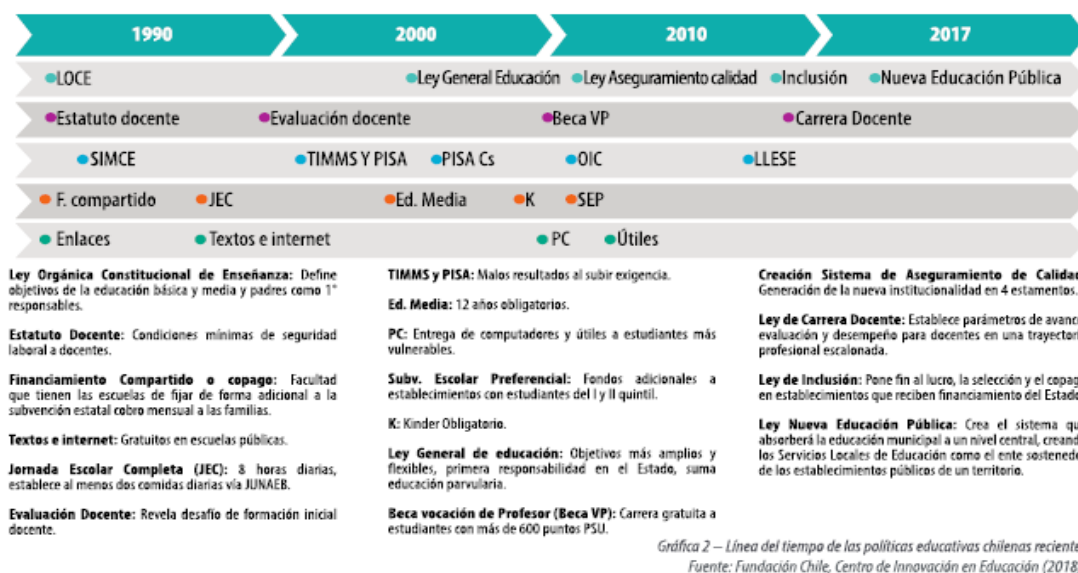 1990 2000 2010 2017
LOCE Ley General Educación Ley Aseguramiento calidad Inclusión Nueva Educación Pública
Estatuto docente Evaluación docente Beca VP Carrera Docente
SIMCE TIMMS Y PISA PISA Cs OIC LLESE
F. compartido JEC Ed. Media K SEP
Enlaces Textos e internet PC Útiles
Ley Orgánica Constitucional de Enseñanza: Define
objetivos de la educación básica y media y padres como 1°
responsables.
Estatuto Docente: Condiciones mínimas de seguridad
laboral a docentes.
Financiamiento Compartido o copago: Facultad
que tienen las escuelas de fijar de forma adicional a la
subvención estatal cobro mensual a las familias.
Textos e internet: Gratuitos en escuelas públicas.
Jornada Escolar Completa (JEC): 8 horas diarias,
establece al menos dos comidas diarias vía JUNAEB.
Evaluación Docente: Revela desafío de formación inicial
docente.
TIMMS y PISA: Malos resultados al subir exigencia.
Ed. Media: 12 años obligatorios.
PC: Entrega de computadores y útiles a estudiantes más
vulnerables.
Subv. Escolar Preferencial: Fondos adicionales a
establecimientos con estudiantes del I y II quintil.
K: Kinder Obligatorio.
Ley General de educación: Objetivos más amplios y
flexibles, primera responsabilidad en el Estado, suma
educación parvularia.
Beca vocación de Profesor (Beca VP): Carrera gratuita a
estudiantes con más de 600 puntos PSU.
Creación Sistema de Aseguramiento de Calidad
Generación de la nueva institucionalidad en 4 estamentos.
Ley de Carrera Docente: Establece parámetros de avanc
evaluación y desempeño para docentes en una trayectori
profesional escalonada.
Ley de Inclusión: Pone fin al lucro, la selección y el copag
en establecimientos que reciben financiamiento del Estado
Ley Nueva Educación Pública: Crea el sistema qu
absorberá la educación municipal a un nivel central, creand
los Servicios Locales de Educación como el ente sostenedo
de los establecimientos públicos de un territorio.
Gráfica 2 – Línea del tiempo de las políticas educativas chilenas reciente
Fuente: Fundación Chile, Centro de Innovación en Educación (2018